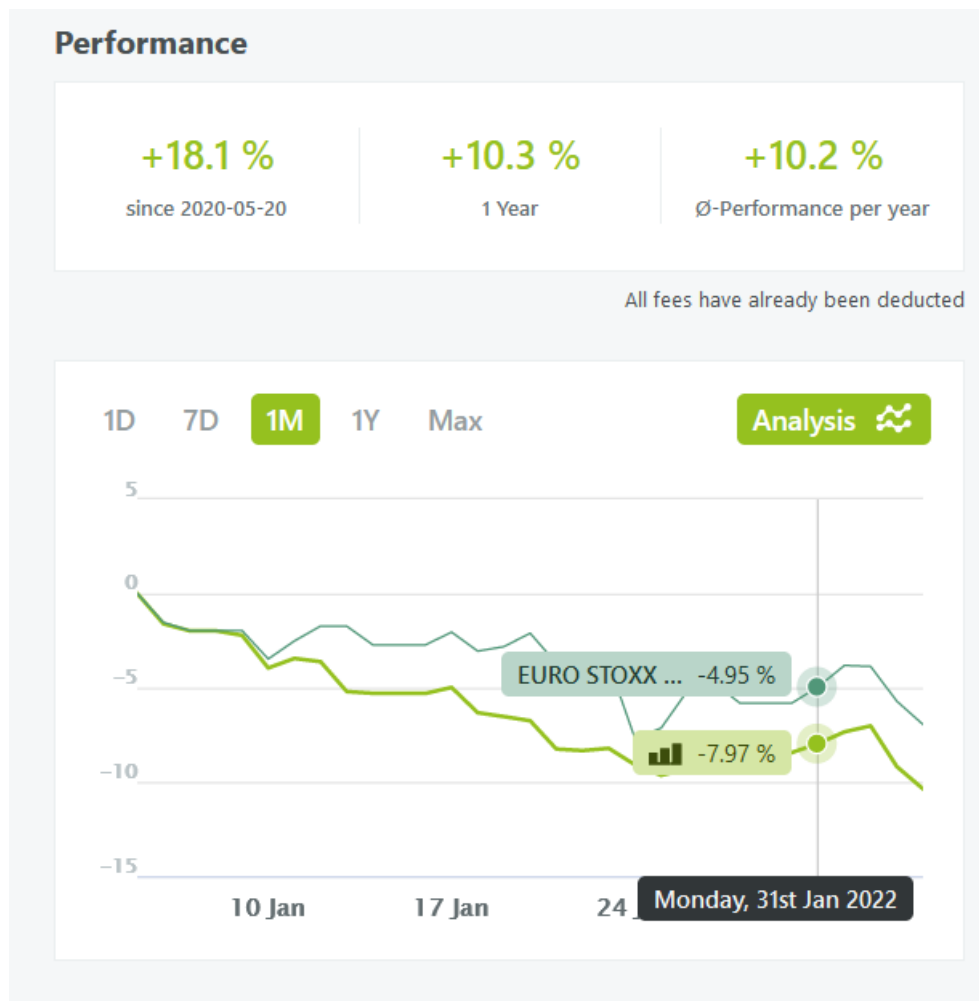 Performance
+18.1 % +10.3 % +10.2 %
since 2020-05-20 1 Year Ø-Performance per year
All fees have already been deducted
1D 7D 1M 1Y Max Analysis
5
0
−5
EURO STOXX ... -4.95 %
-7.97 %
−10
−15
10 Jan 17 Jan 24
Monday, 31st Jan 2022